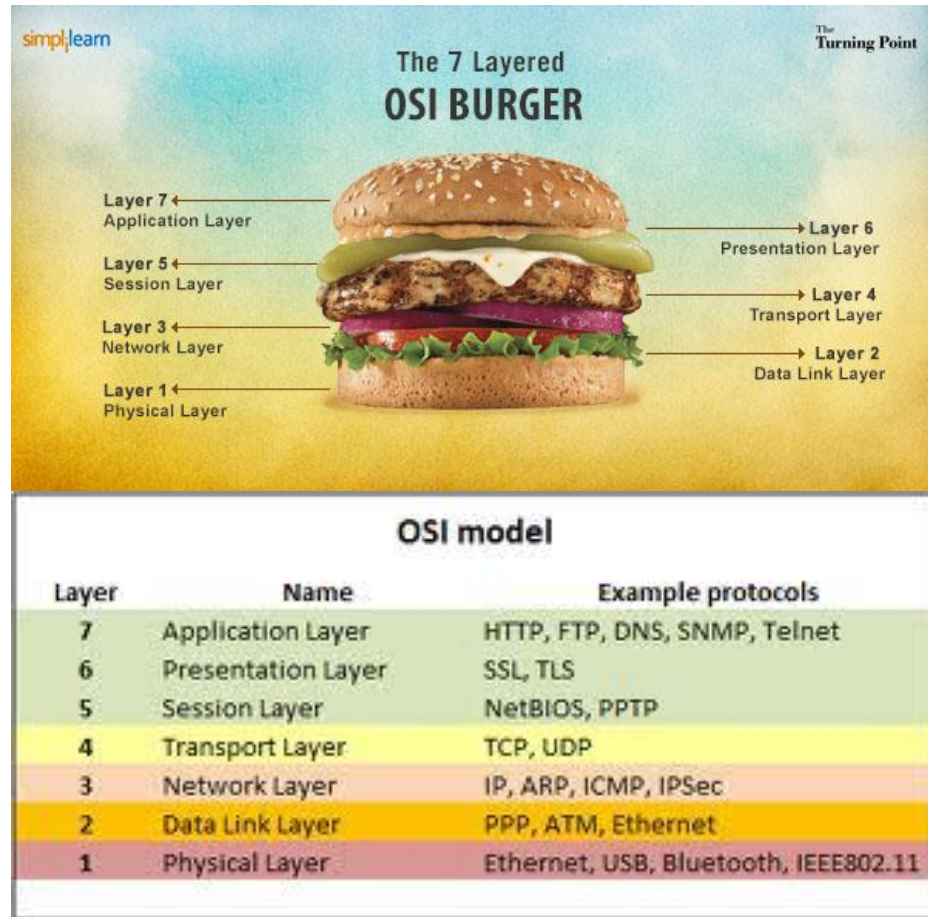 simplilearn
The
Turning Point
The 7 Layered
OSI BURGER
Layer 7
Application Layer
Layer 6
Presentation Layer
Layer 5
Session Layer
Layer 4
Transport Layer
Layer 3
Network Layer
Layer 2
Data Link Layer
Layer 1
Physical Layer
OSI model
Layer Name Example protocols
7 Application Layer HTTP, FTP, DNS, SNMP, Telnet
6 Presentation Layer SSL, TLS
5 Session Layer NetBIOS, PPTP
4 Transport Layer TCP, UDP
3 Network Layer IP, ARP, ICMP, IPSec
2 Data Link Layer PPP, ATM, Ethernet
1 Physical Layer Ethernet, USB, Bluetooth, IEEE802.11